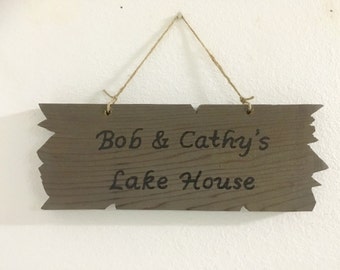 Bob & Cathy's
Lake House